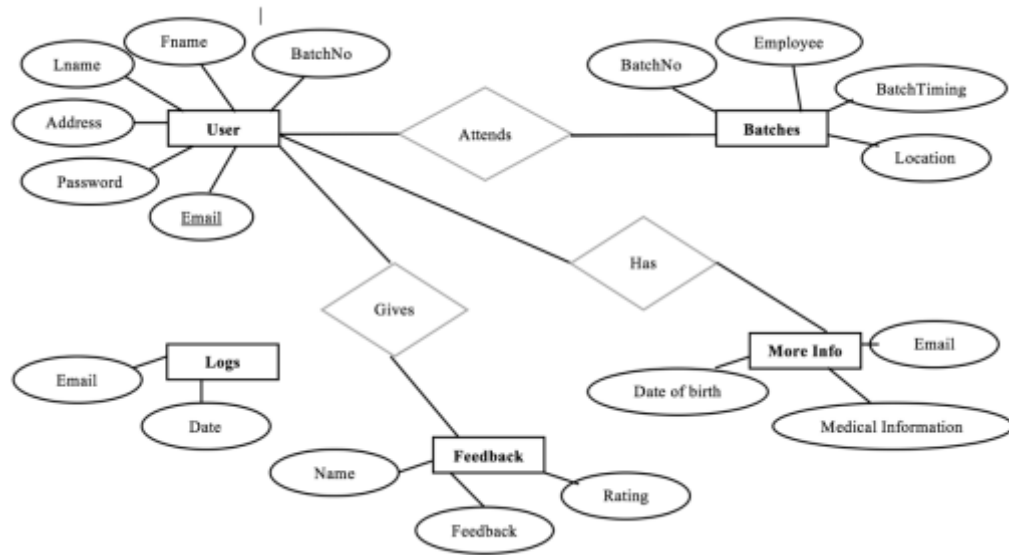 Fname
Employee
BatchNo
Lname
BatchNo
BatchTiming
Address
User
Attends
Batches
Location
Password
Email
Has
Gives
Logs
More Info
Email
Email
Date of birth
Date
Medical Information
Feedback
Name
Rating
Feedback